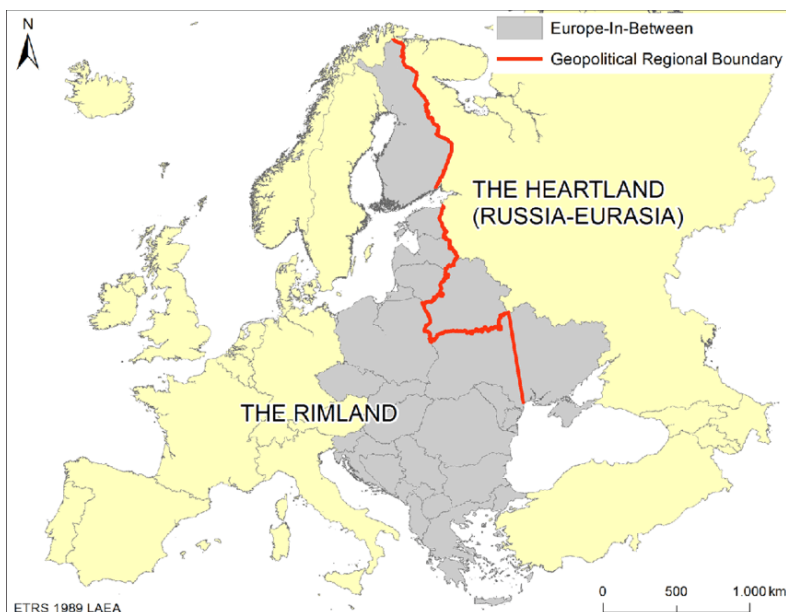 N
Europe-In-Between
Geopolitical Regional Boundary
THE HEARTLAND
(RUSSIA-EURASIA)
THE RIMLAND
0 500 1.000 km
ETRS 1989 LAEA